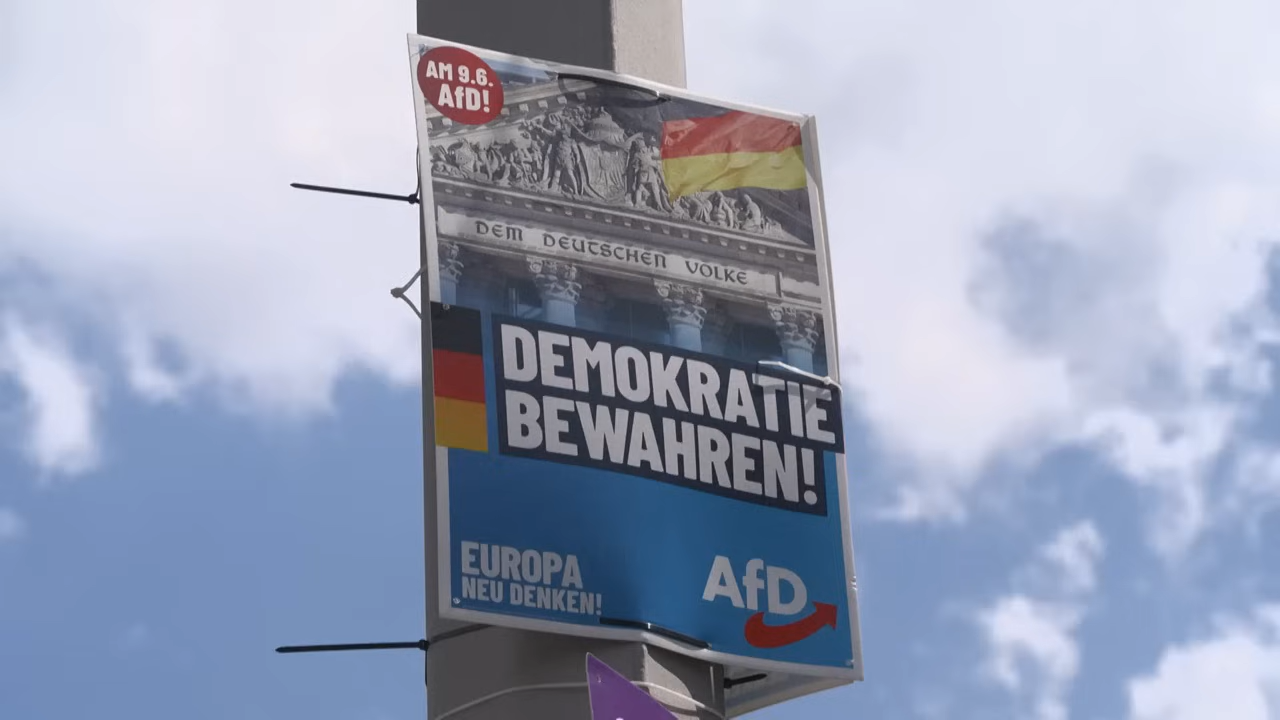 AM 9.6.
AfD!
DEM DEUTSCHEN VOLKE
DEMOKRATIE
BEWAHREN!
EUROPA
NEU DENKEN!
AfD